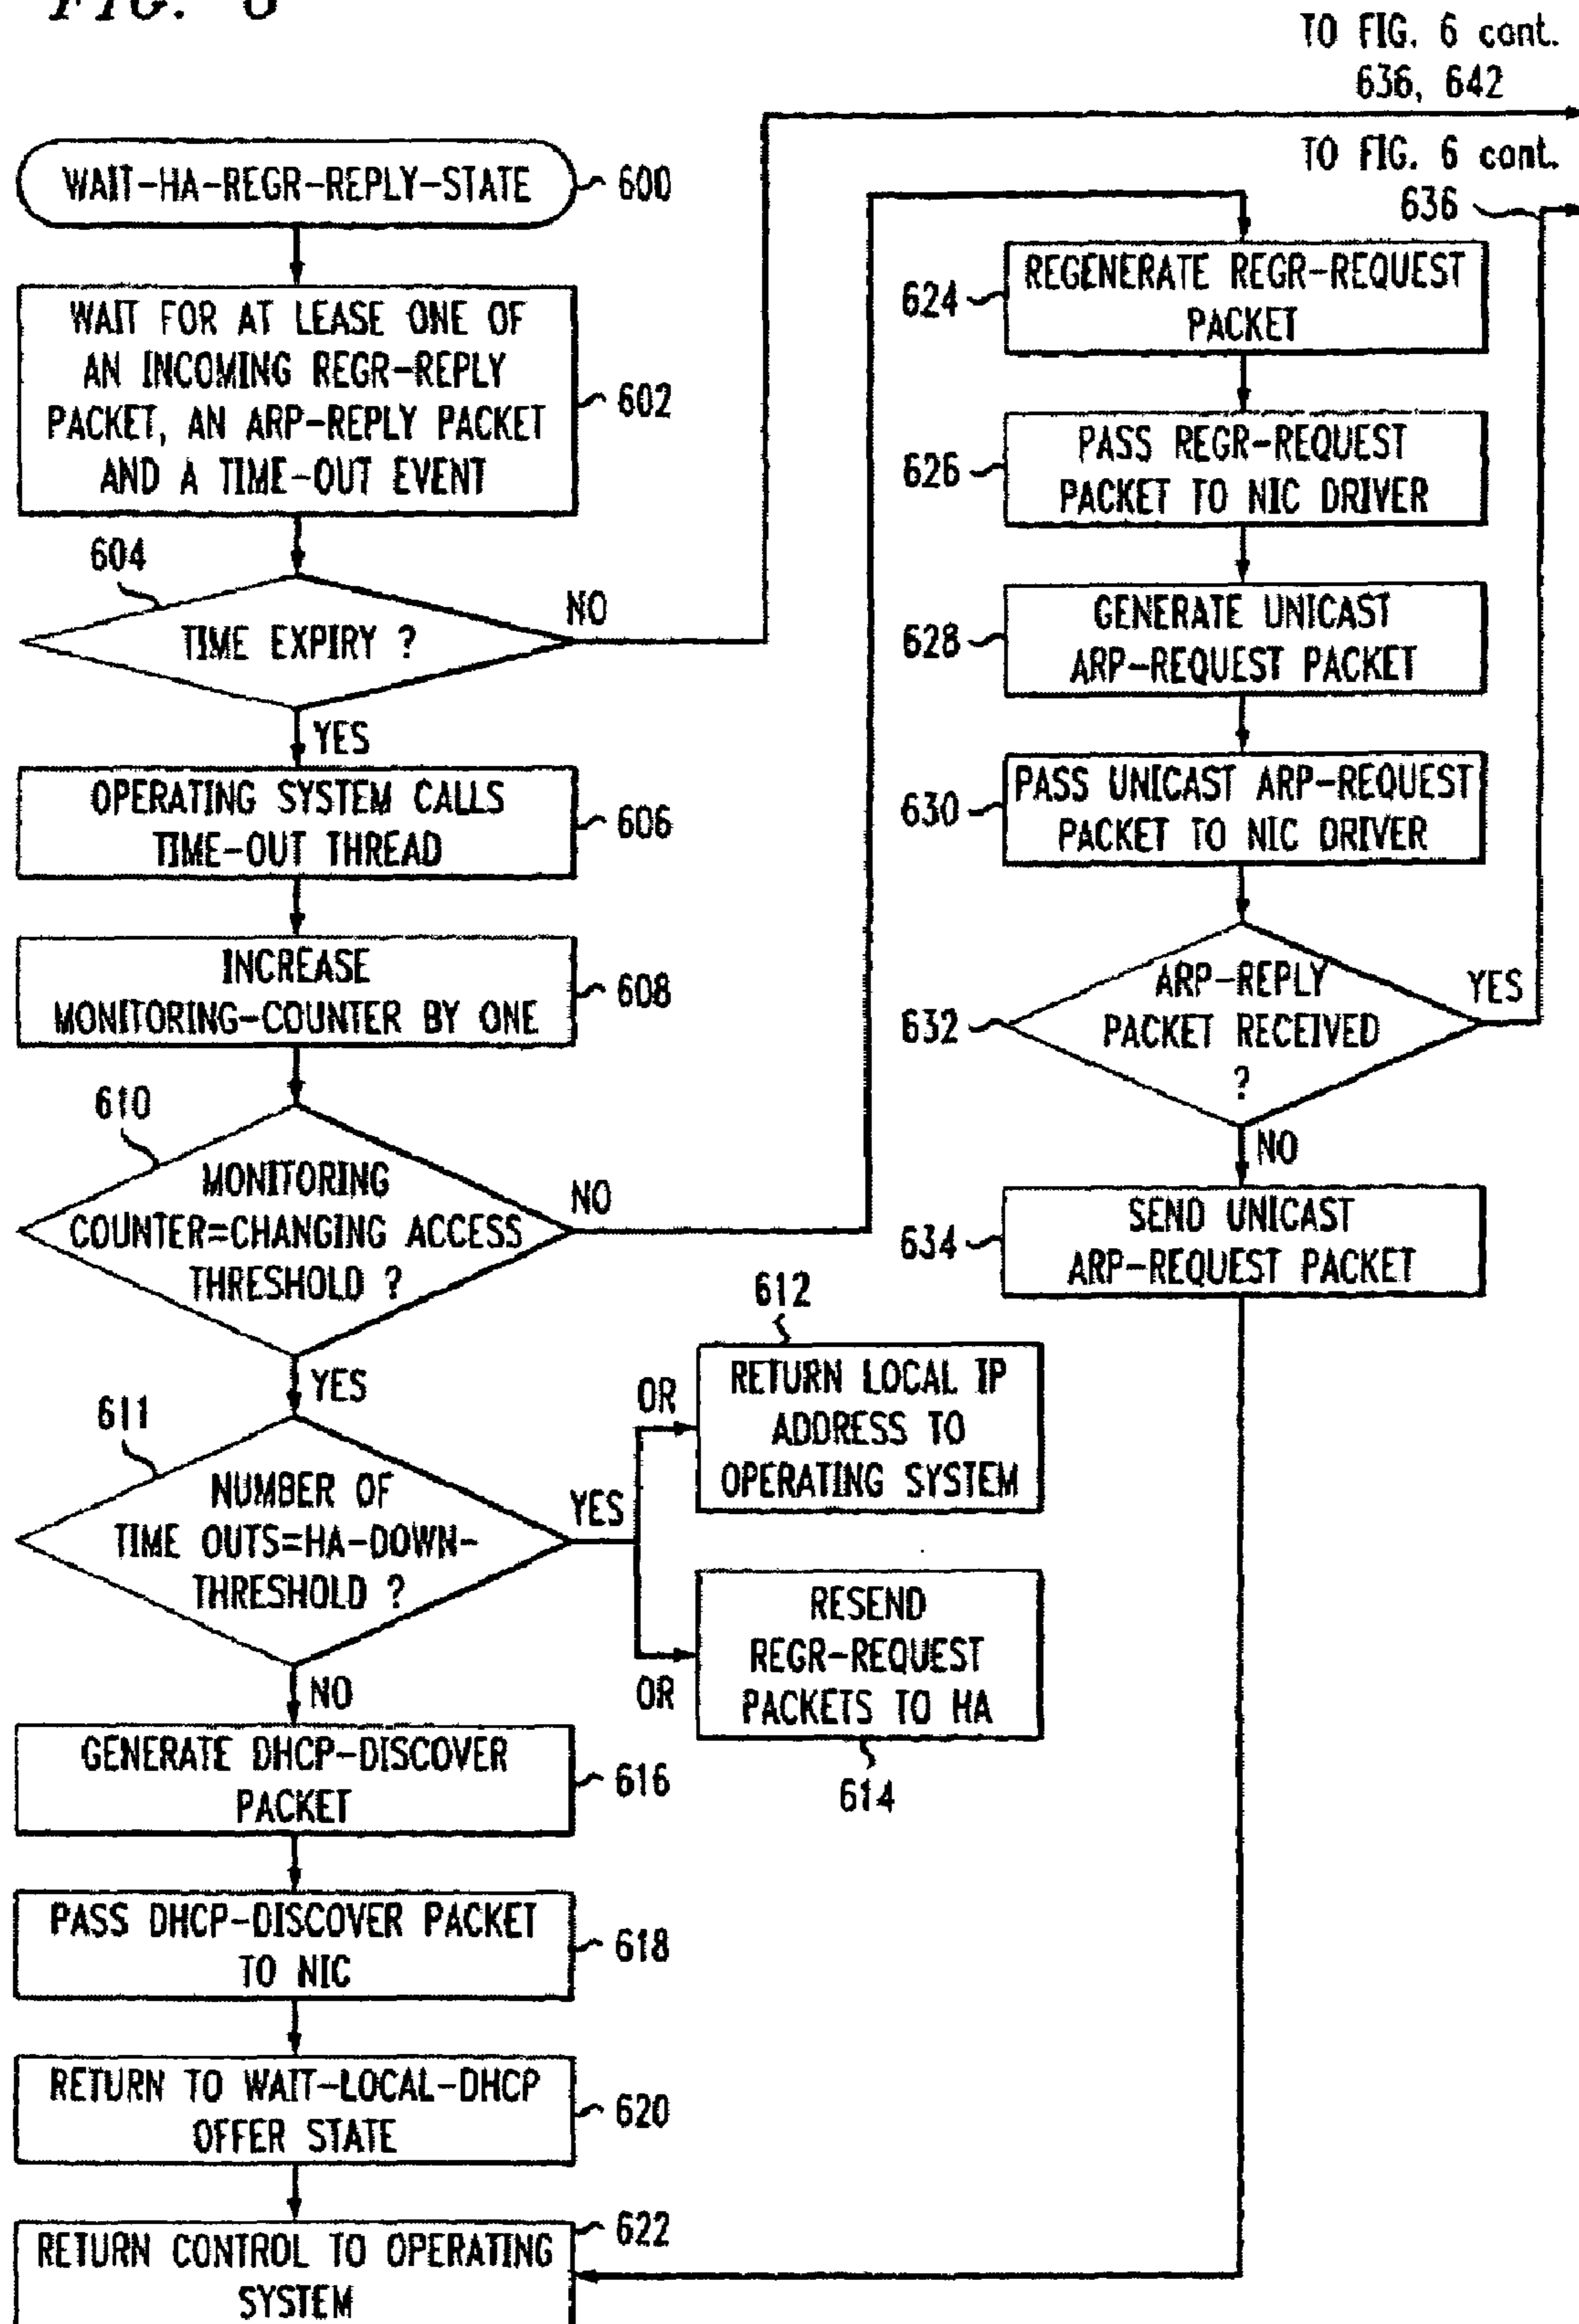 FIG. 6
TO FIG. 6 cont.
636, 642
TO FIG. 6 cont.
636
WAIT-HA-REGR-REPLY-STATE
600
WAIT FOR AT LEASE ONE OF
AN INCOMING REGR-REPLY
PACKET, AN ARP-REPLY PACKET
AND A TIME-OUT EVENT
602
604
TIME EXPIRY ?
NO
YES
OPERATING SYSTEM CALLS
TIME-OUT THREAD
606
INCREASE
MONITORING-COUNTER BY ONE
608
610
MONITORING
COUNTER=CHANGING ACCESS
THRESHOLD ?
NO
YES
611
NUMBER OF
TIME OUTS=HA-DOWN-
THRESHOLD ?
YES
OR
612
RETURN LOCAL IP
ADDRESS TO
OPERATING SYSTEM
OR
RESEND
REGR-REQUEST
PACKETS TO HA
614
NO
GENERATE DHCP-DISCOVER
PACKET
616
PASS DHCP-DISCOVER PACKET
TO NIC
618
RETURN TO WAIT-LOCAL-DHCP
OFFER STATE
620
RETURN CONTROL TO OPERATING
SYSTEM
622
624
REGENERATE REGR-REQUEST
PACKET
626
PASS REGR-REQUEST
PACKET TO NIC DRIVER
628
GENERATE UNICAST
ARP-REQUEST PACKET
630
PASS UNICAST ARP-REQUEST
PACKET TO NIC DRIVER
632
ARP-REPLY
PACKET RECEIVED
?
YES
NO
634
SEND UNICAST
ARP-REQUEST PACKET